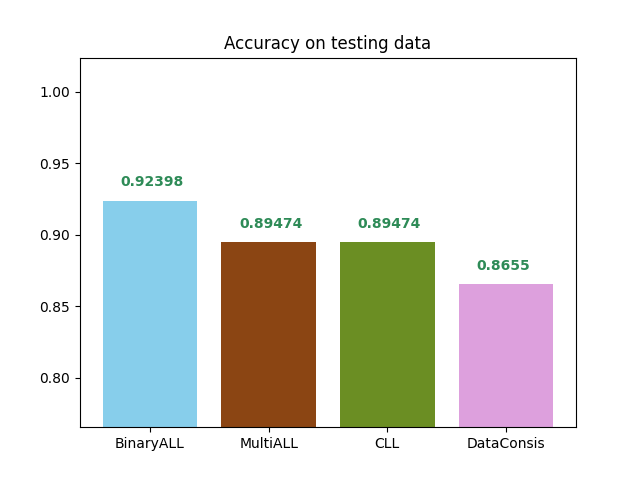 Accuracy on testing data
1.00
0.95
0.90
0.85
0.80
0.92398
0.89474
0.89474
0.8655
BinaryALL
MultiALL
CLL
DataConsis